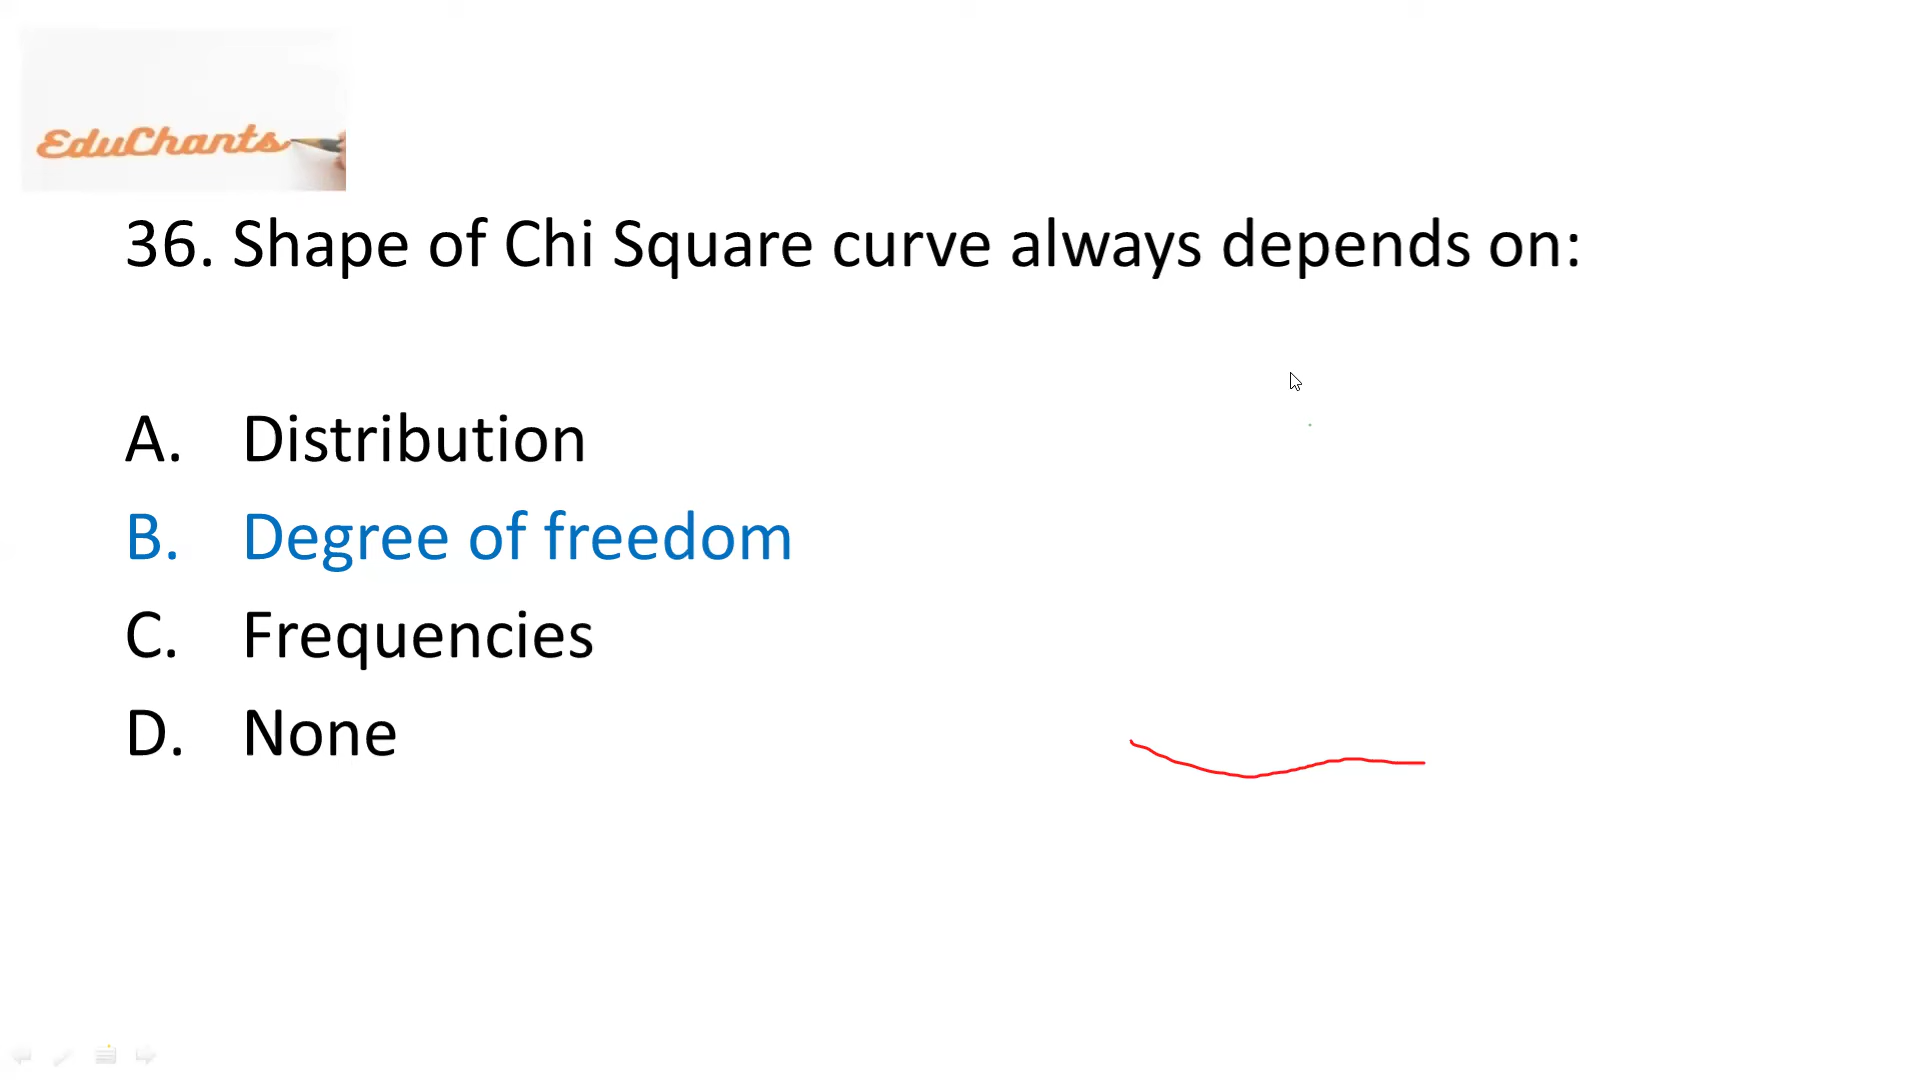 EduChants
36. Shape of Chi Square curve always depends on:
A. Distribution
B. Degree of freedom
C. Frequencies
D. None